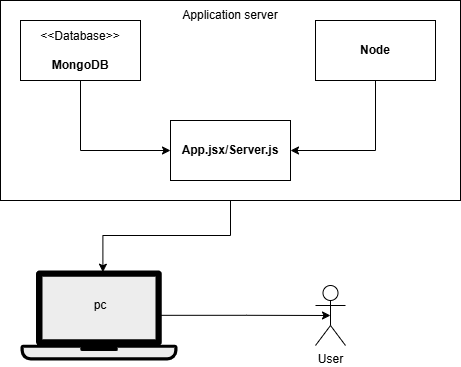 Application server
<<Database>>
MongoDB
Node
App.jsx/Server.js
pc
User